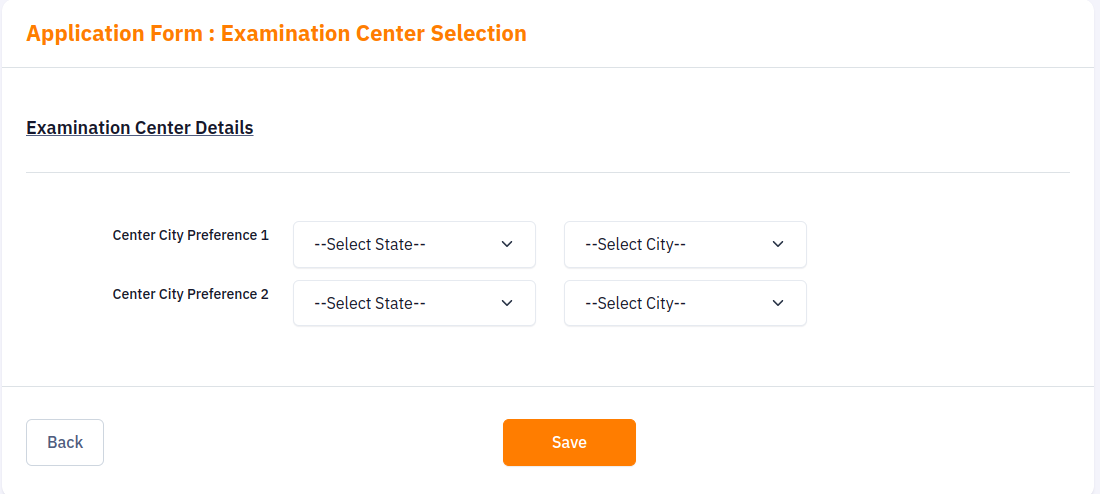 Application Form : Examination Center Selection
Examination Center Details
Center City Preference 1 --Select State-- --Select City--
Center City Preference 2 --Select State-- --Select City--
Back Save